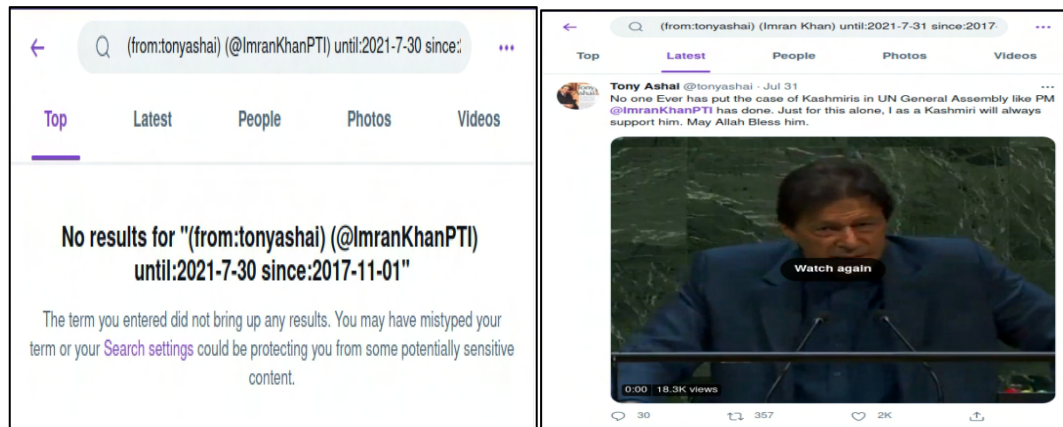 (from:tonyashai) (@ImranKhanPTI) until:2021-7-30 since:2
Top Latest People Photos Videos
No results for "(from:tonyashai) (@ImranKhanPTI)
until:2021-7-30 since:2017-11-01"
The term you entered did not bring up any results. You may have mistyped your
term or your Search settings could be protecting you from some potentially sensitive
content.
(from:tonyashai) (Imran Khan) until:2021-7-31 since:2017-
Top Latest People Photos Videos
Tony Ashai @tonyashai · Jul 31
No one Ever has put the case of Kashmiris in UN General Assembly like PM
@ImranKhanPTI has done. Just for this alone, I as a Kashmiri will always
support him. May Allah Bless him.
Watch again
0:00 18.3K views
30 357 2K